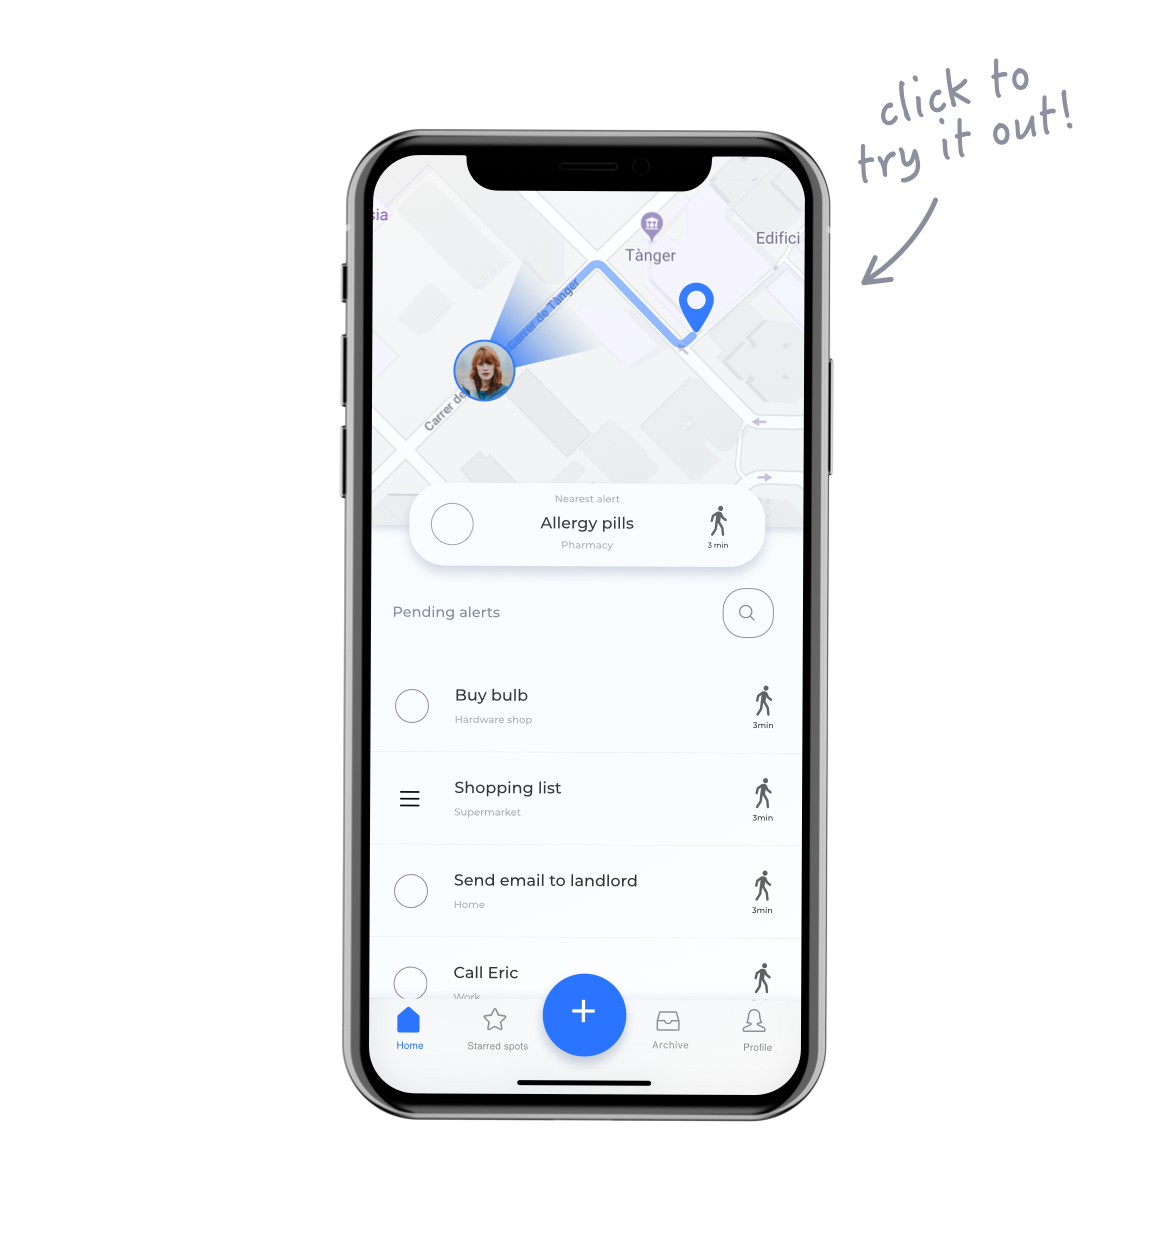 click to
try it out!
sia
Tànger
Edifici
Carrer de Tànger
Carrer de
Nearest alert
Allergy pills
Pharmacy
3 min
Pending alerts
Buy bulb
Hardware shop
3min
Shopping list
Supermarket
3min
Send email to landlord
Home
3min
Call Eric
Work
Home
Starred spots
+
Archive
Profile